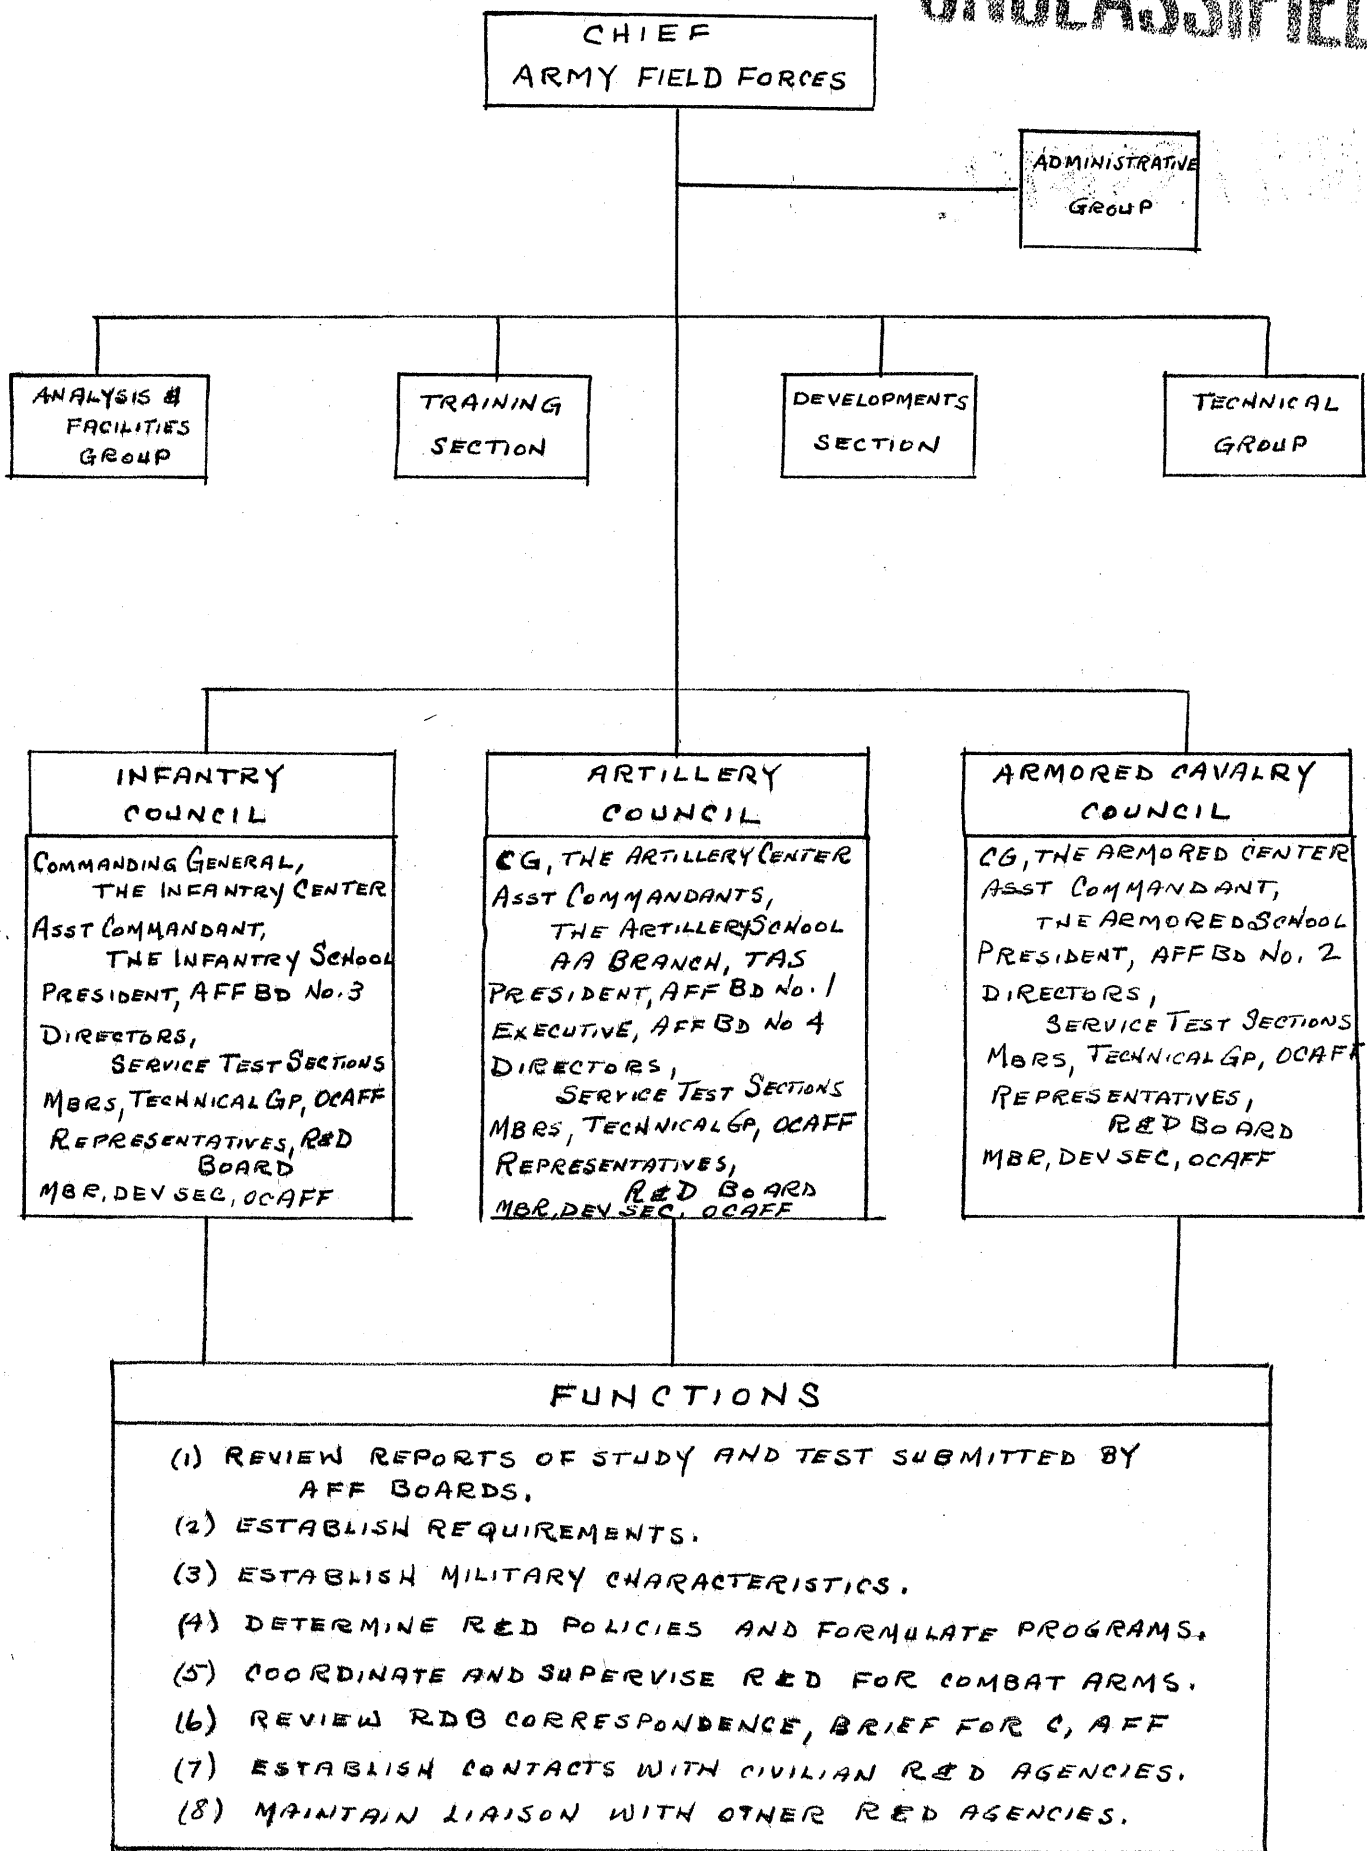 UNCLASSIFIED
CHIEF
ARMY FIELD FORCES
ADMINISTRATIVE
GROUP
ANALYSIS &
FACILITIES
GROUP
TRAINING
SECTION
DEVELOPMENTS
SECTION
TECHNICAL
GROUP
INFANTRY
COUNCIL
COMMANDING GENERAL,
THE INFANTRY CENTER
ASST COMMANDANT,
THE INFANTRY SCHOOL
PRESIDENT, AFF BD No. 3
DIRECTORS,
SERVICE TEST SECTIONS
MBRS, TECHNICAL GP, OCAFF
REPRESENTATIVES, R&D
BOARD
MBR, DEV SEC, OCAFF
ARTILLERY
COUNCIL
CG, THE ARTILLERY CENTER
ASST COMMANDANTS,
THE ARTILLERY SCHOOL
AA BRANCH, TAS
PRESIDENT, AFF BD No. 1
EXECUTIVE, AFF BD No 4
DIRECTORS,
SERVICE TEST SECTIONS
MBRS, TECHNICAL GP, OCAFF
REPRESENTATIVES,
R&D BOARD
MBR, DEV SEC, OCAFF
ARMORED CAVALRY
COUNCIL
CG, THE ARMORED CENTER
ASST COMMANDANT,
THE ARMORED SCHOOL
PRESIDENT, AFF BD No. 2
DIRECTORS,
SERVICE TEST SECTIONS
MBRS, TECHNICAL GP, OCAFF
REPRESENTATIVES,
R&D BOARD
MBR, DEV SEC, OCAFF
FUNCTIONS
(1) REVIEW REPORTS OF STUDY AND TEST SUBMITTED BY
AFF BOARDS.
(2) ESTABLISH REQUIREMENTS.
(3) ESTABLISH MILITARY CHARACTERISTICS.
(4) DETERMINE R&D POLICIES AND FORMULATE PROGRAMS.
(5) COORDINATE AND SUPERVISE R&D FOR COMBAT ARMS.
(6) REVIEW RDB CORRESPONDENCE, BRIEF FOR C, AFF
(7) ESTABLISH CONTACTS WITH CIVILIAN R&D AGENCIES.
(8) MAINTAIN LIAISON WITH OTHER R&D AGENCIES.